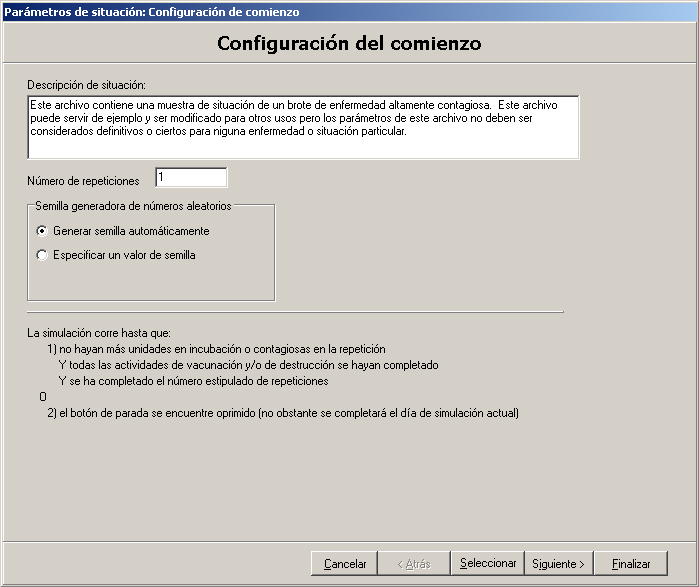 Parámetros de situación: Configuración de comienzo
Configuración del comienzo
Descripción de situación:
Este archivo contiene una muestra de situación de un brote de enfermedad altamente contagiosa.  Este archivo
puede servir de ejemplo y ser modificado para otros usos pero los parámetros de este archivo no deben ser
considerados definitivos o ciertos para niguna enfermedad o situación particular.
Número de repeticiones 1
Semilla generadora de números aleatorios
Generar semilla automáticamente
Especificar un valor de semilla
La simulación corre hasta que:
1) no hayan más unidades en incubación o contagiosas en la repetición
Y todas las actividades de vacunación y/o de destrucción se hayan completado
Y se ha completado el número estipulado de repeticiones
O
2) el botón de parada se encuentre oprimido (no obstante se completará el día de simulación actual)
Cancelar < Atrás Seleccionar Siguiente > Finalizar